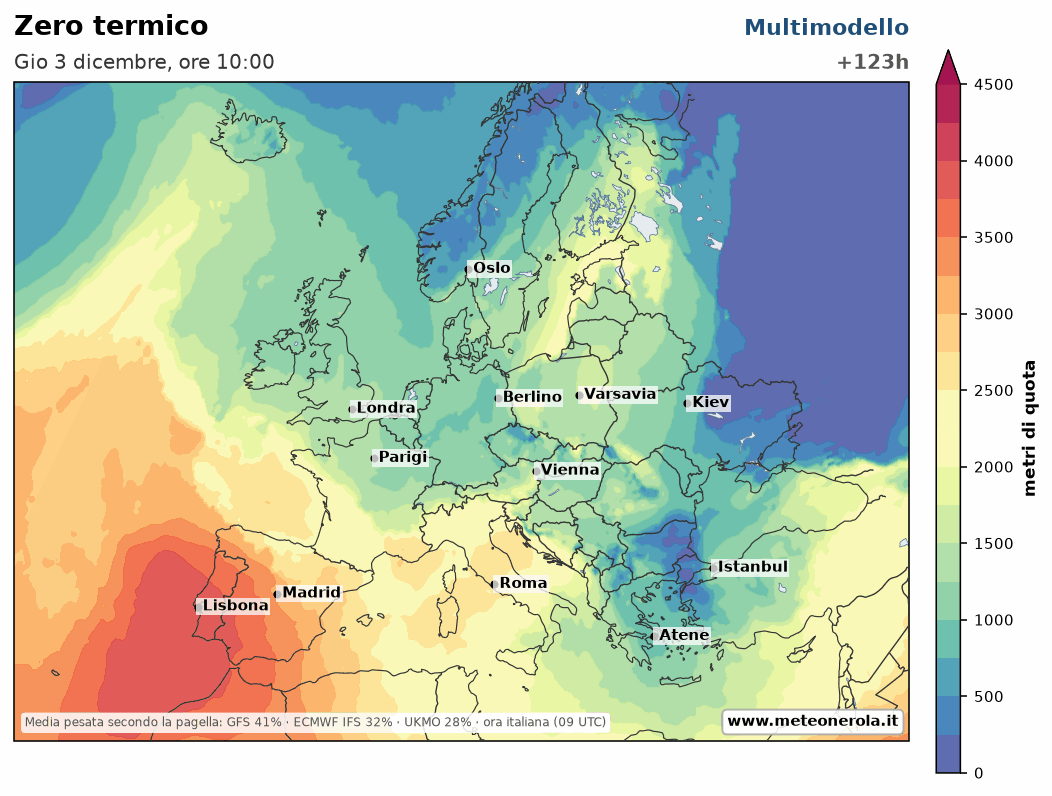 Zero termico
Multimodello
Gio 3 dicembre, ore 10:00
+123h
4500
4000
3500
3000
2500
2000
1500
1000
500
0
metri di quota
Oslo
Berlino
Varsavia
Kiev
Londra
Parigi
Vienna
Istanbul
Roma
Madrid
Lisbona
Atene
Media pesata secondo la pagella: GFS 41% · ECMWF IFS 32% · UKMO 28% · ora italiana (09 UTC)
www.meteonerola.it